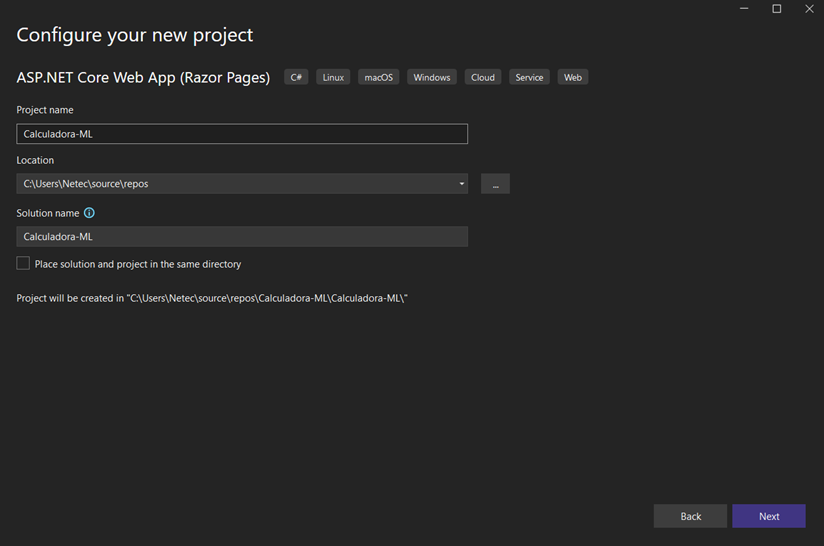 Configure your new project
ASP.NET Core Web App (Razor Pages) C# Linux macOS Windows Cloud Service Web
Project name
Calculadora-ML
Location
C:\Users\Netec\source\repos
...
Solution name
Calculadora-ML
Place solution and project in the same directory
Project will be created in "C:\Users\Netec\source\repos\Calculadora-ML\Calculadora-ML\"
Back Next